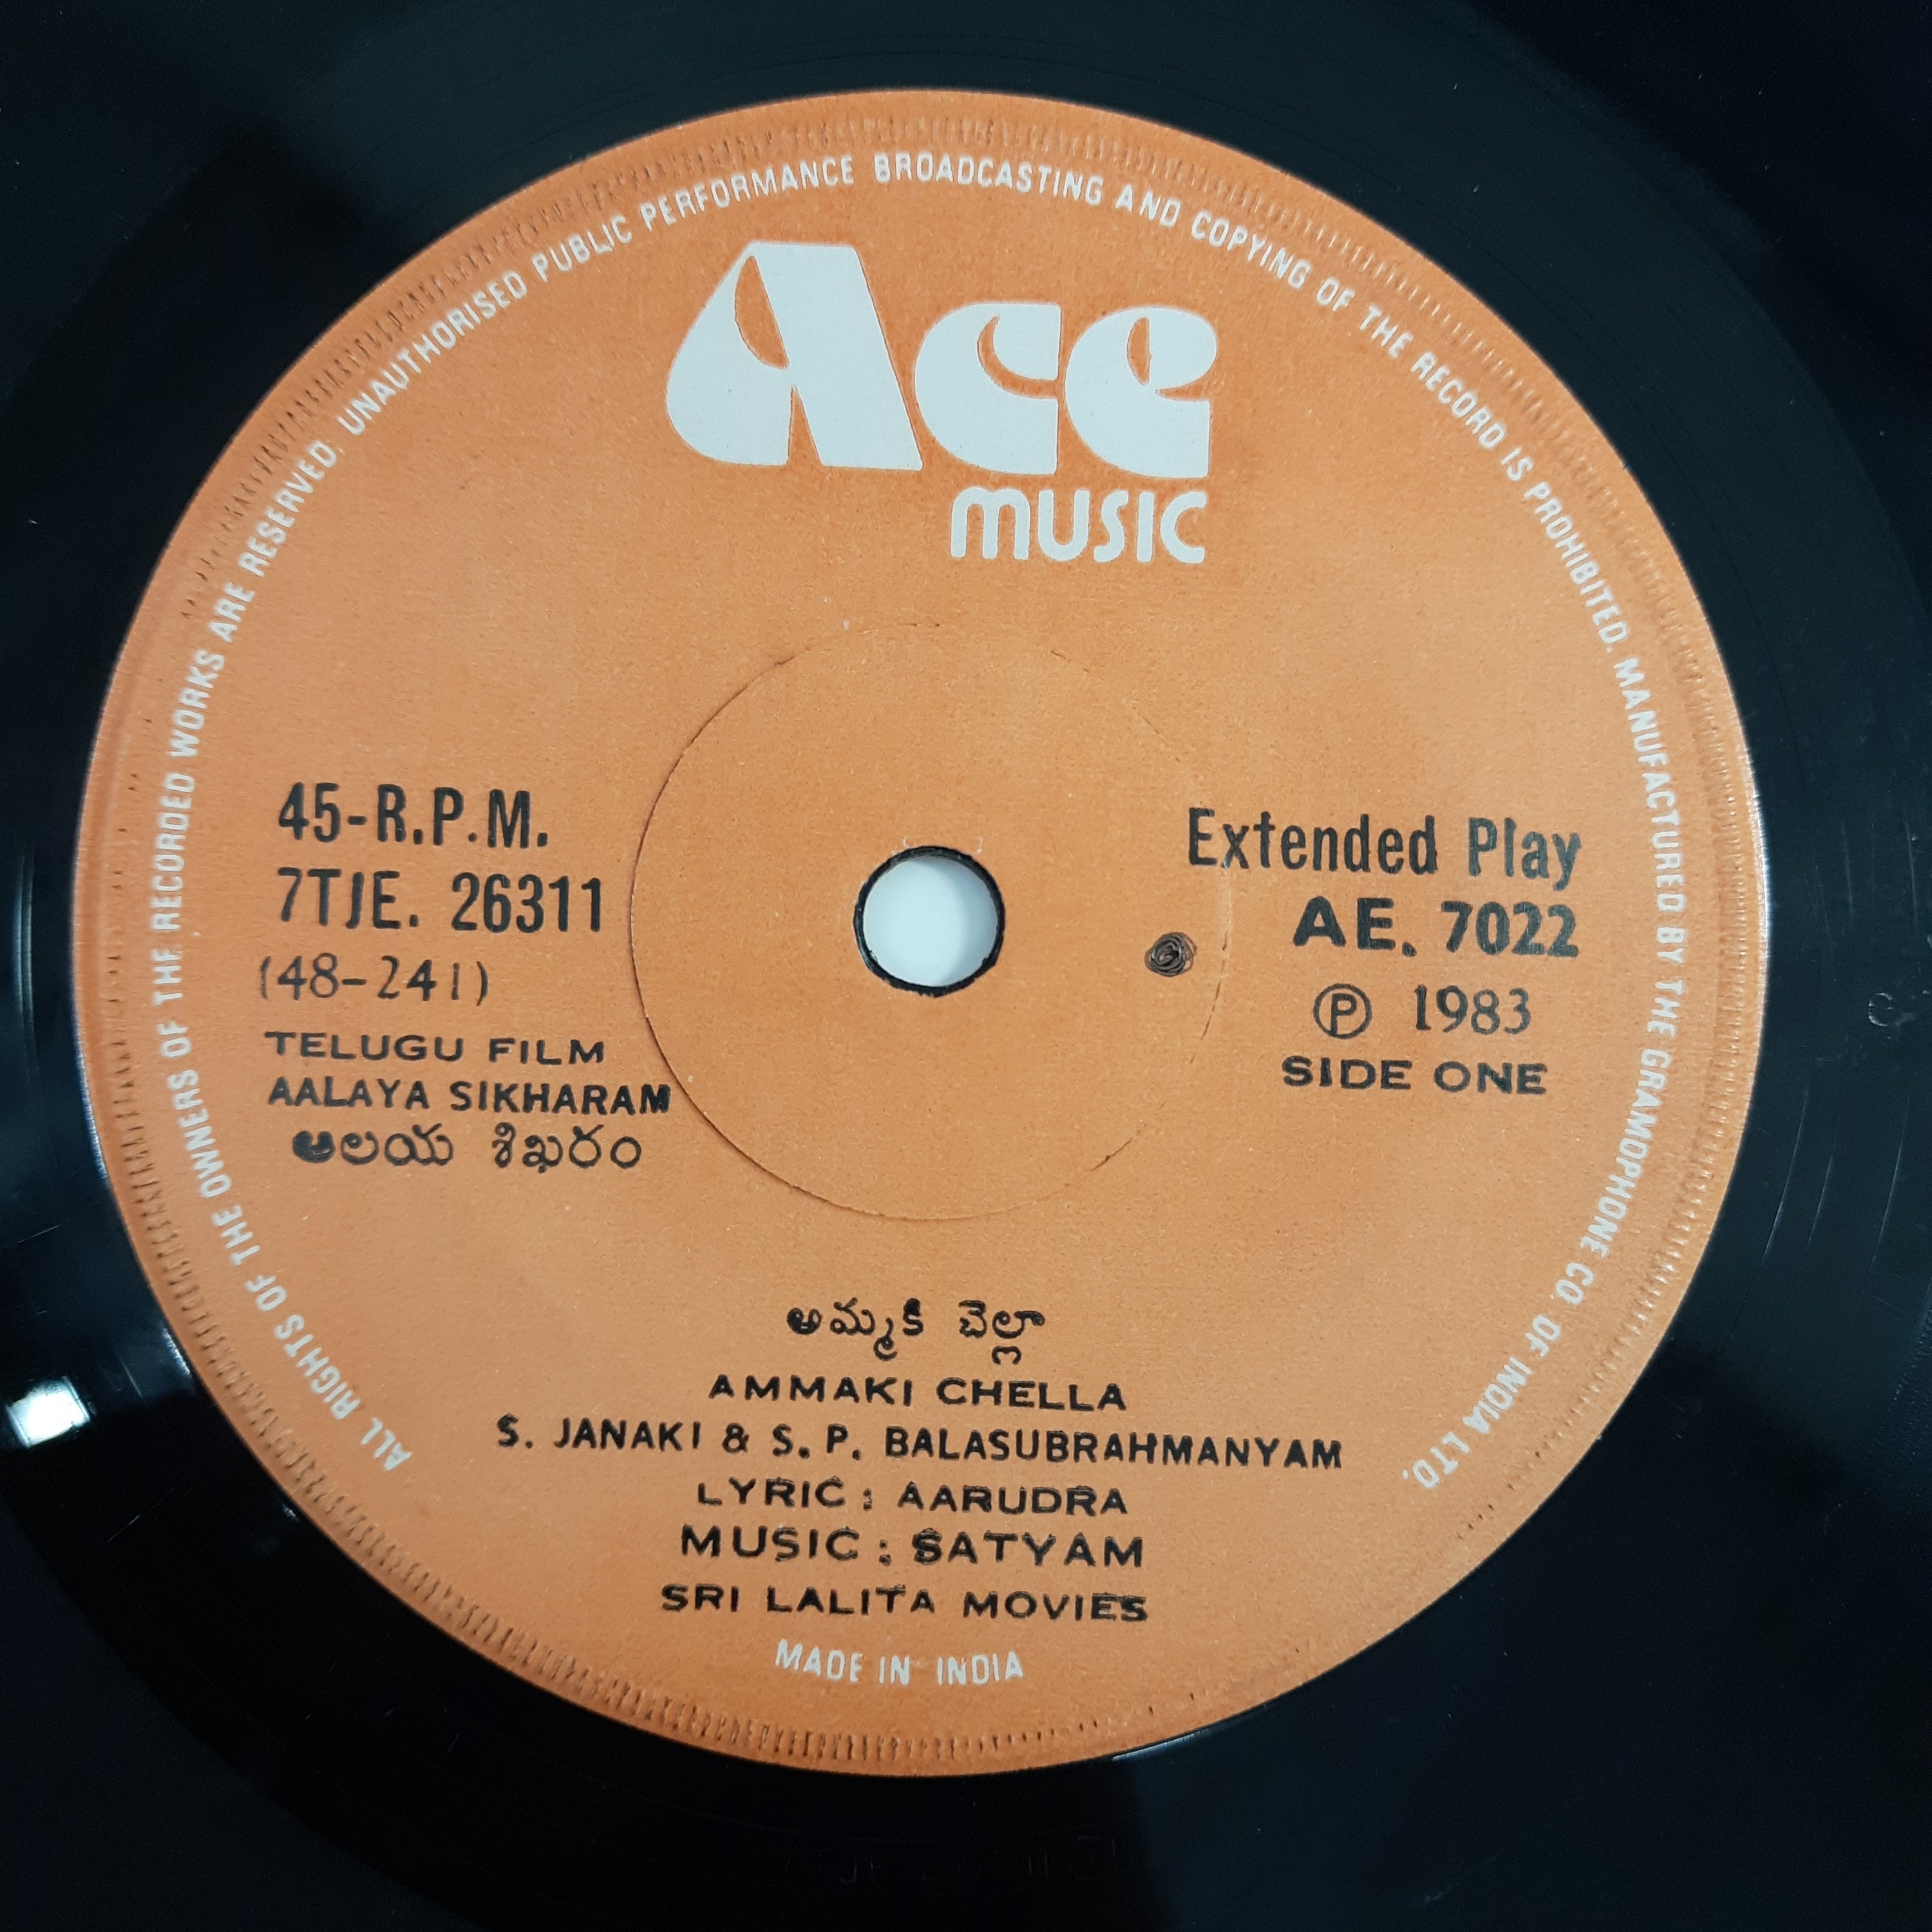 ALL RIGHTS OF THE OWNERS OF THE RECORDED WORKS ARE RESERVED. UNAUTHORISED PUBLIC PERFORMANCE BROADCASTING AND COPYING OF THE RECORD IS PROHIBITED. MANUFACTURED BY THE GRAMOPHONE CO. OF INDIA LTD.
Ace
MUSIC
45-R.P.M.
7TJE. 26311
(48-241)
TELUGU FILM
AALAYA SIKHARAM
ఆలయ శిఖరం
Extended Play
AE. 7022
Ⓟ 1983
SIDE ONE
అమ్మకి చెల్లా
AMMAKI CHELLA
S. JANAKI & S. P. BALASUBRAHMANYAM
LYRIC : AARUDRA
MUSIC : SATYAM
SRI LALITA MOVIES
MADE IN INDIA